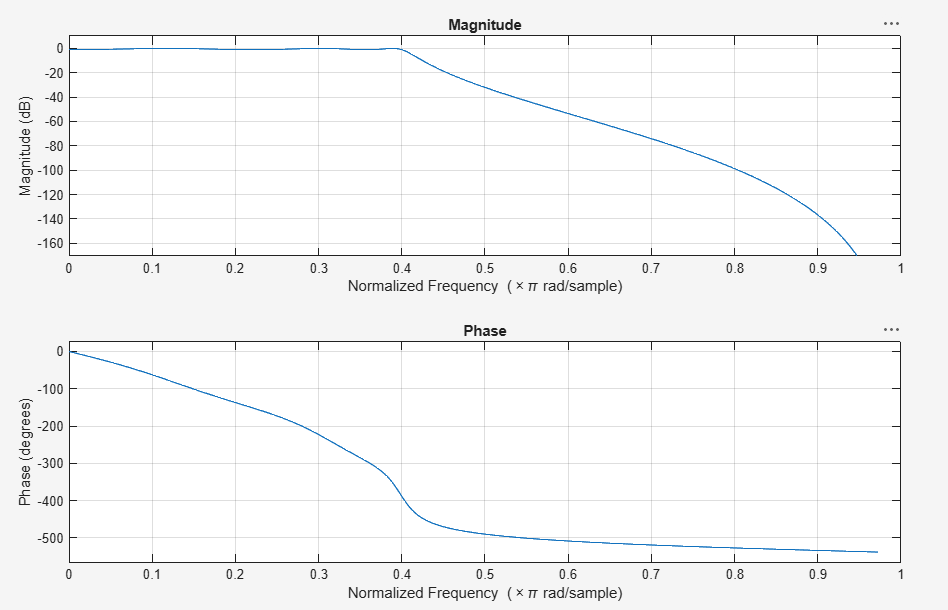 Magnitude
0
-20
-40
-60
-80
-100
-120
-140
-160
Magnitude (dB)
0 0.1 0.2 0.3 0.4 0.5 0.6 0.7 0.8 0.9 1
Normalized Frequency (× π rad/sample)
Phase
0
-100
-200
-300
-400
-500
Phase (degrees)
0 0.1 0.2 0.3 0.4 0.5 0.6 0.7 0.8 0.9 1
Normalized Frequency (× π rad/sample)